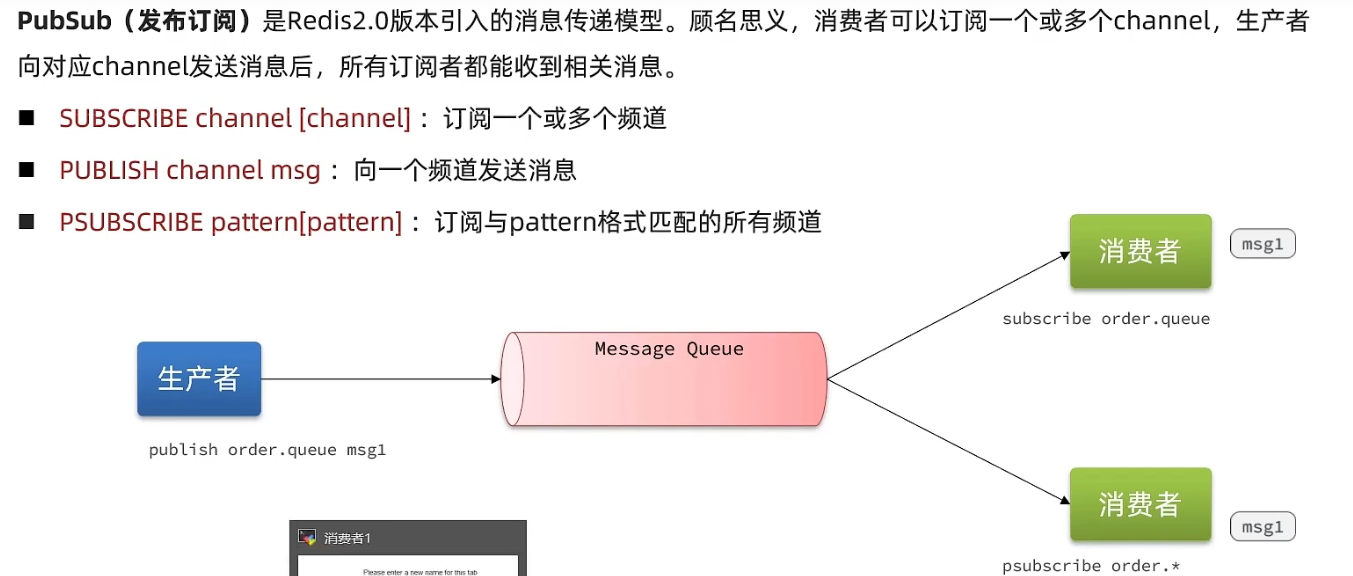 PubSub（发布订阅）是Redis2.0版本引入的消息传递模型。顾名思义，消费者可以订阅一个或多个channel，生产者
向对应channel发送消息后，所有订阅者都能收到相关消息。
■ SUBSCRIBE channel [channel] ：订阅一个或多个频道
■ PUBLISH channel msg ：向一个频道发送消息
■ PSUBSCRIBE pattern[pattern] ：订阅与pattern格式匹配的所有频道
消费者
msg1
subscribe order.queue
Message Queue
生产者
publish order.queue msg1
消费者
msg1
psubscribe order.*
消费者1
Please enter a new name for this tab